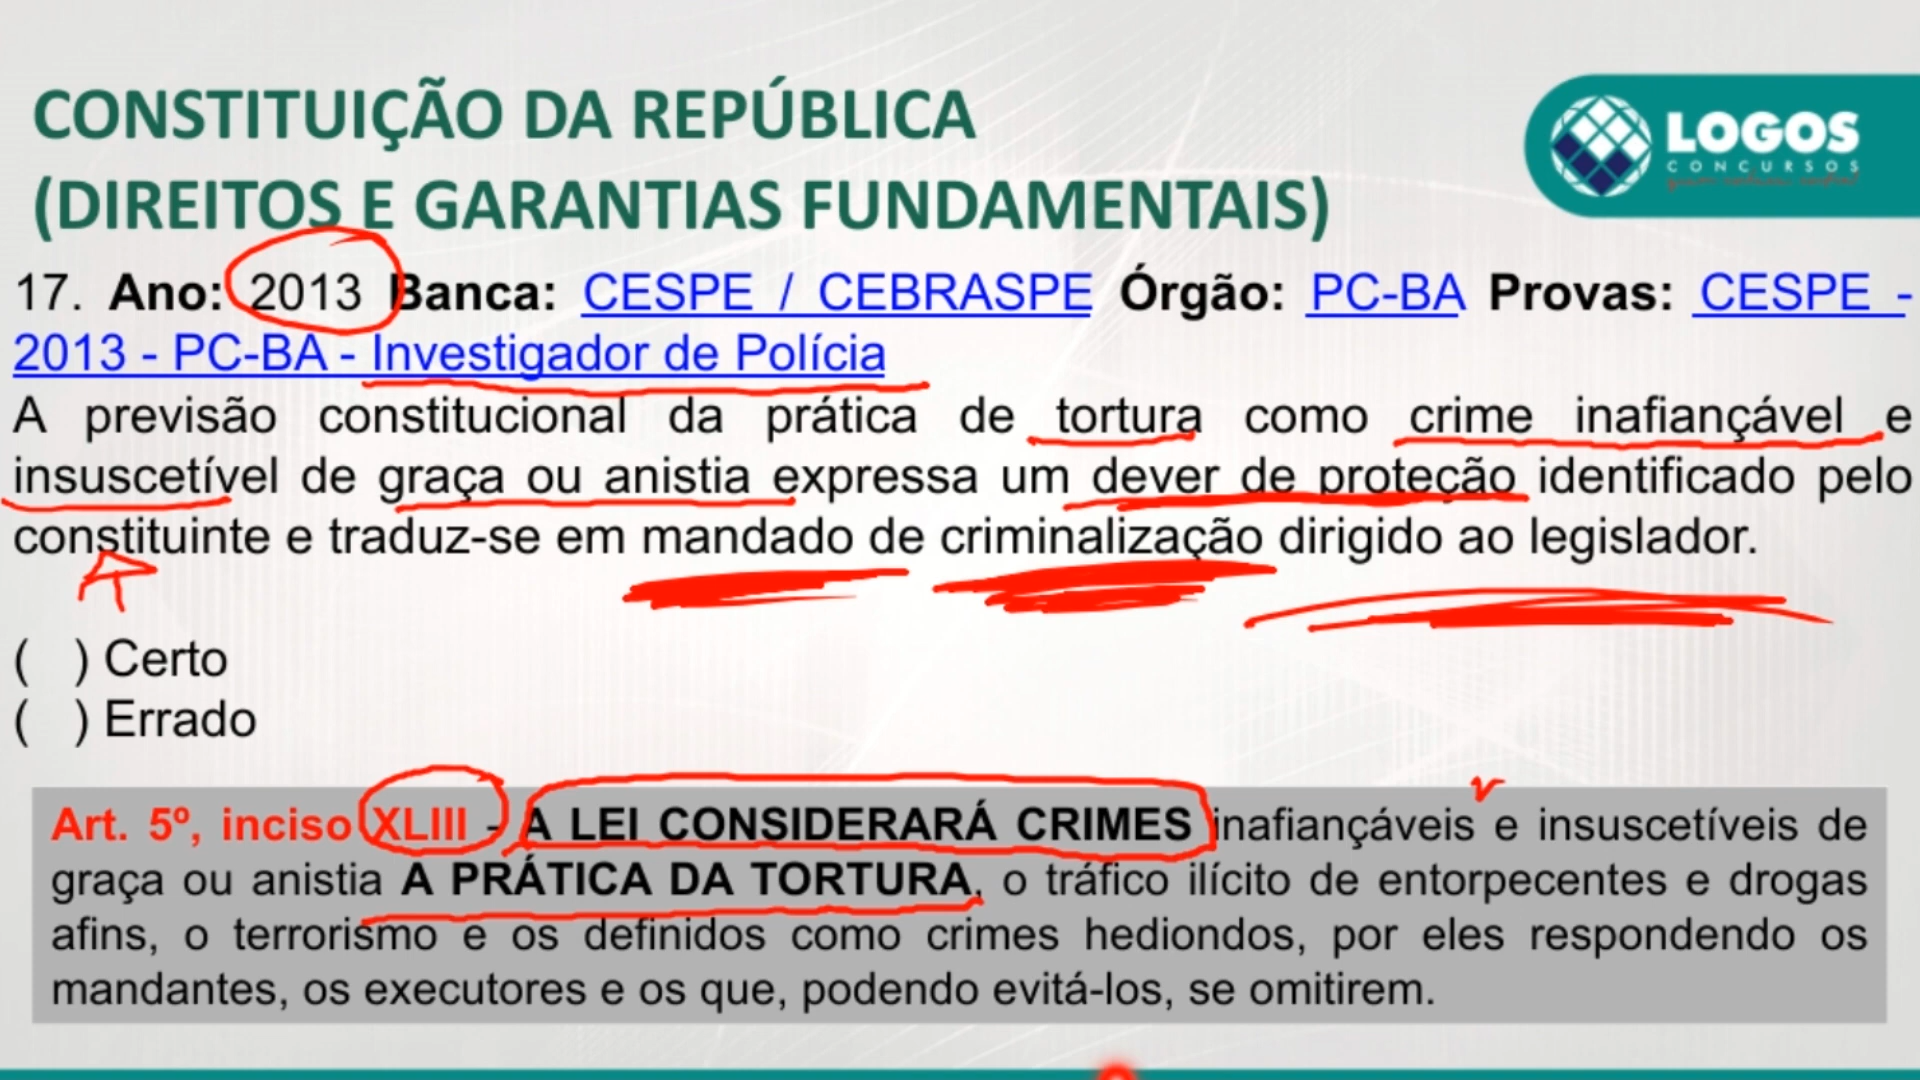 CONSTITUIÇÃO DA REPÚBLICA
(DIREITOS E GARANTIAS FUNDAMENTAIS)
LOGOS
CONCURSOS
17. Ano: 2013 Banca: CESPE / CEBRASPE Órgão: PC-BA Provas: CESPE -
2013 - PC-BA - Investigador de Polícia
A previsão constitucional da prática de tortura como crime inafiançável e
insuscetível de graça ou anistia expressa um dever de proteção identificado pelo
constituinte e traduz-se em mandado de criminalização dirigido ao legislador.
( ) Certo
( ) Errado
Art. 5º, inciso XLIII - A LEI CONSIDERARÁ CRIMES inafiançáveis e insuscetíveis de
graça ou anistia A PRÁTICA DA TORTURA, o tráfico ilícito de entorpecentes e drogas
afins, o terrorismo e os definidos como crimes hediondos, por eles respondendo os
mandantes, os executores e os que, podendo evitá-los, se omitirem.